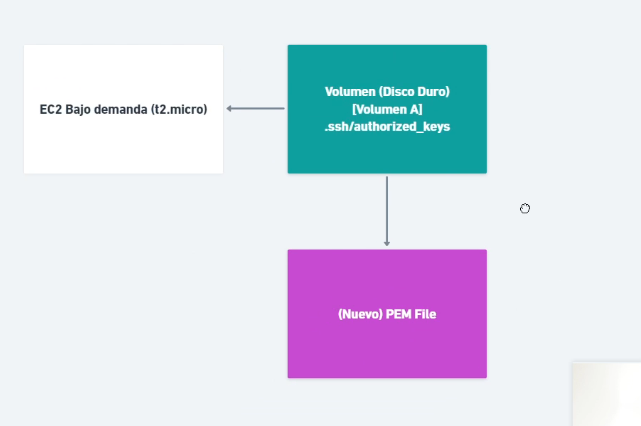 EC2 Bajo demanda (t2.micro)
Volumen (Disco Duro)
[Volumen A]
.ssh/authorized_keys
(Nuevo) PEM File